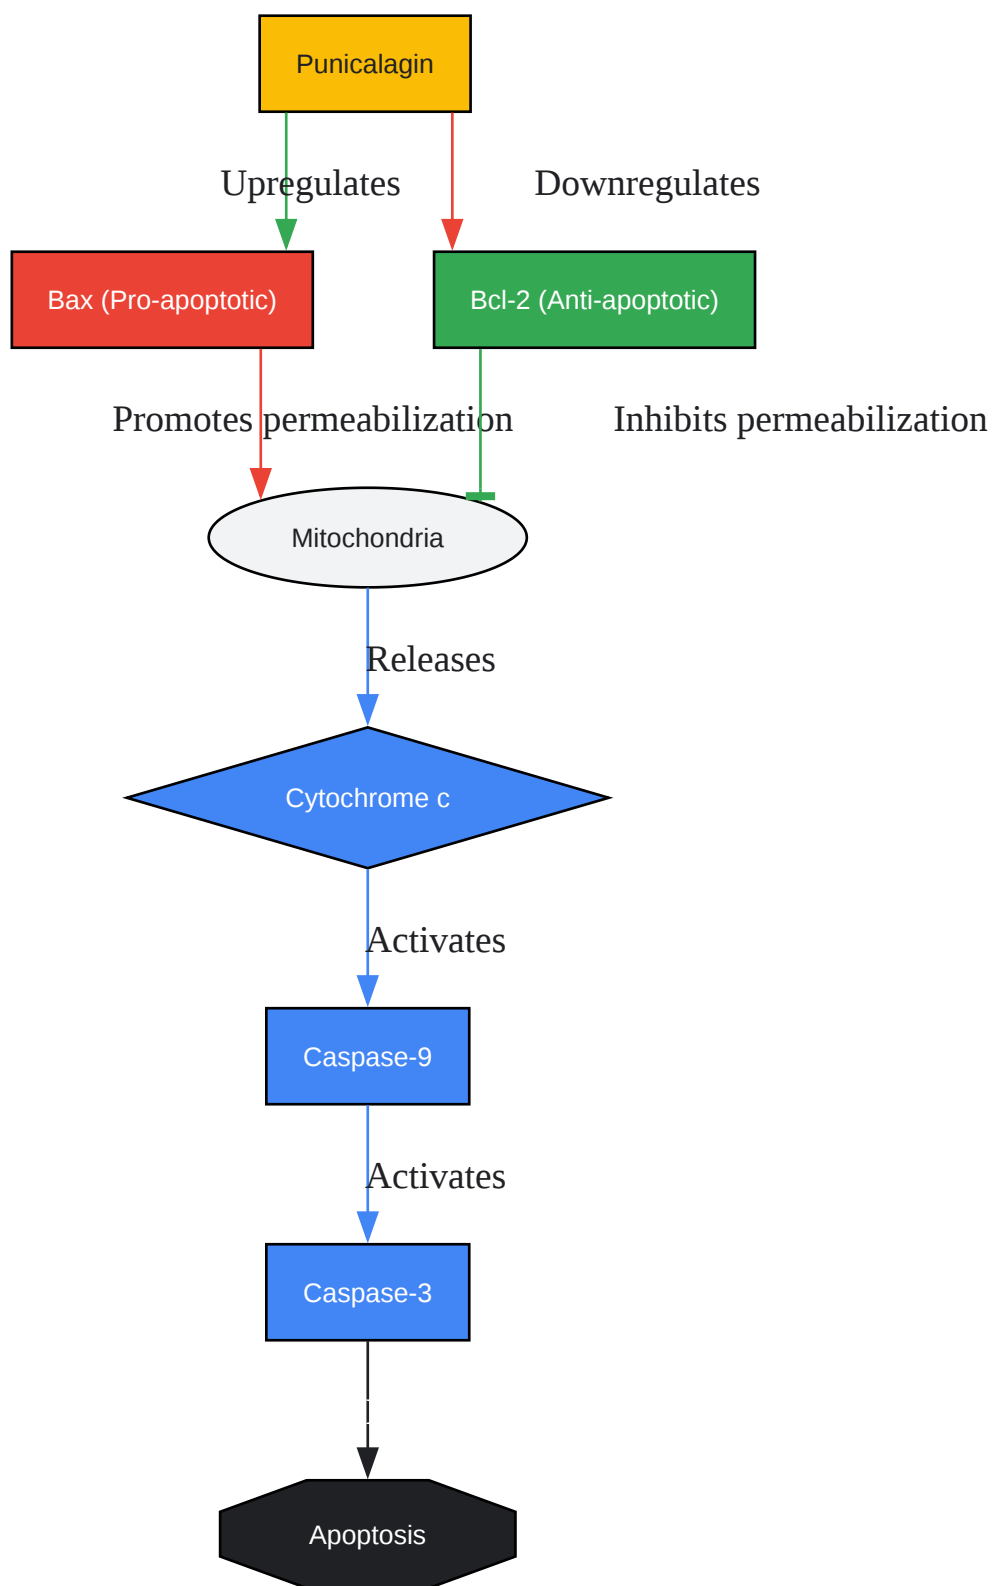 Punicalagin
Upregulates
Downregulates
Bax (Pro-apoptotic)
Bcl-2 (Anti-apoptotic)
Promotes permeabilization
Inhibits permeabilization
Mitochondria
Releases
Cytochrome c
Activates
Caspase-9
Activates
Caspase-3
Apoptosis